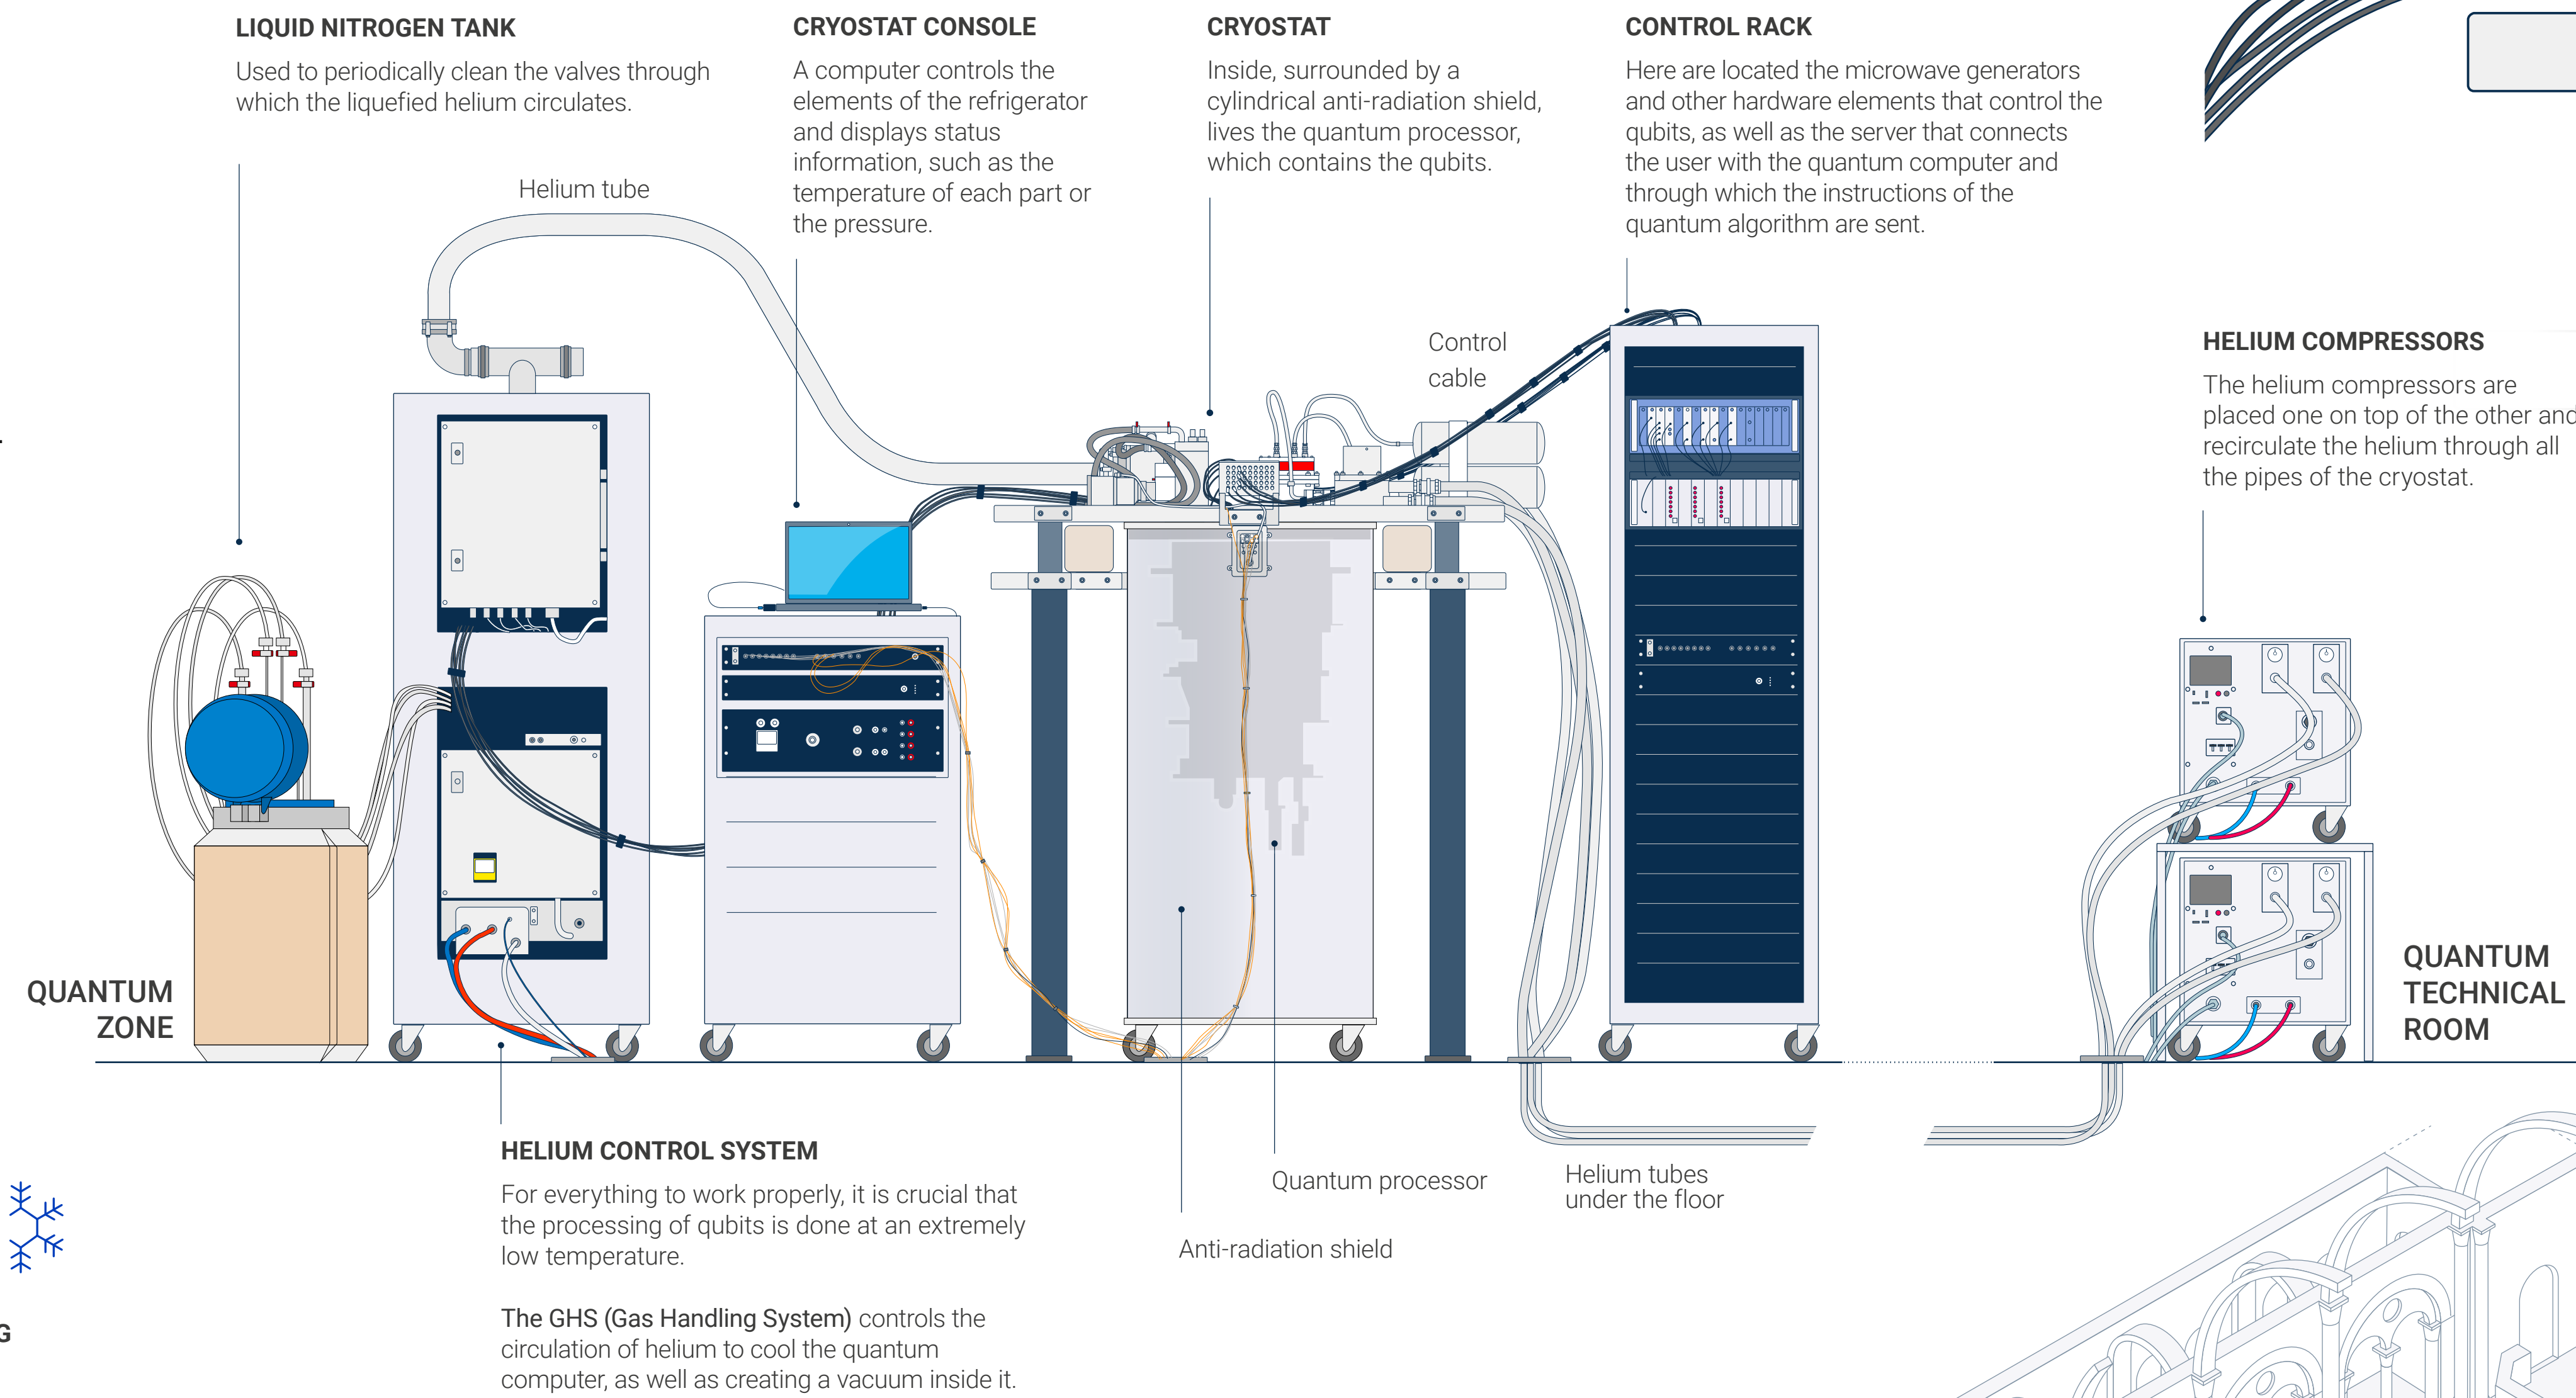 LIQUID NITROGEN TANK
Used to periodically clean the valves through
which the liquefied helium circulates.
Helium tube
CRYOSTAT CONSOLE
A computer controls the
elements of the refrigerator
and displays status
information, such as the
temperature of each part or
the pressure.
CRYOSTAT
Inside, surrounded by a
cylindrical anti-radiation shield,
lives the quantum processor,
which contains the qubits.
CONTROL RACK
Here are located the microwave generators
and other hardware elements that control the
qubits, as well as the server that connects
the user with the quantum computer and
through which the instructions of the
quantum algorithm are sent.
Control
cable
HELIUM COMPRESSORS
The helium compressors are
placed one on top of the other and
recirculate the helium through all
the pipes of the cryostat.
QUANTUM
ZONE
QUANTUM
TECHNICAL
ROOM
HELIUM CONTROL SYSTEM
For everything to work properly, it is crucial that
the processing of qubits is done at an extremely
low temperature.
The GHS (Gas Handling System) controls the
circulation of helium to cool the quantum
computer, as well as creating a vacuum inside it.
Quantum processor
Anti-radiation shield
Helium tubes
under the floor
G